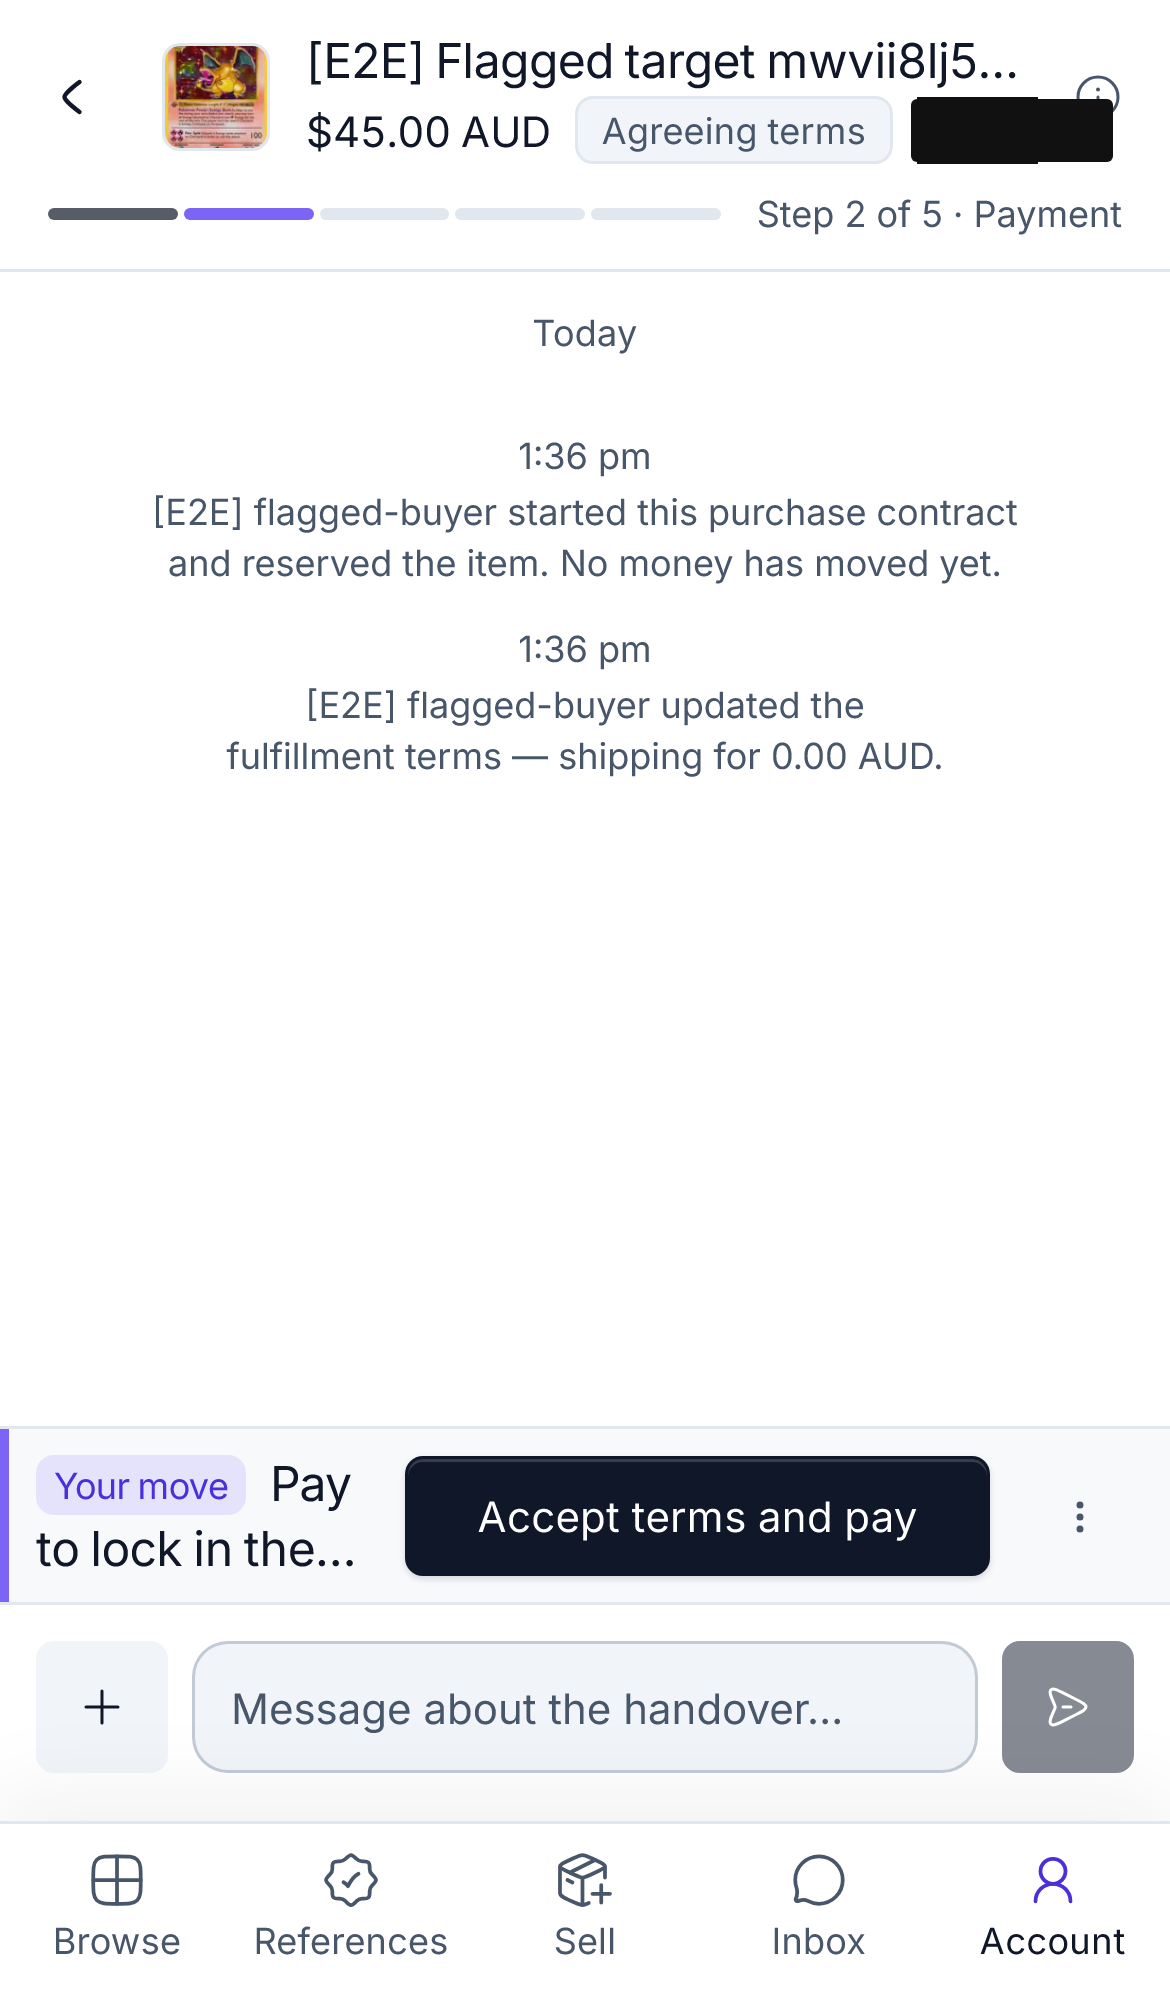 [E2E] Flagged target mwvii8lj5...
$45.00 AUD
Agreeing terms
Step 2 of 5 · Payment
Today
1:36 pm
[E2E] flagged-buyer started this purchase contract
and reserved the item. No money has moved yet.
1:36 pm
[E2E] flagged-buyer updated the
fulfillment terms — shipping for 0.00 AUD.
Your move Pay
to lock in the...
Accept terms and pay
Message about the handover...
Browse
References
Sell
Inbox
Account